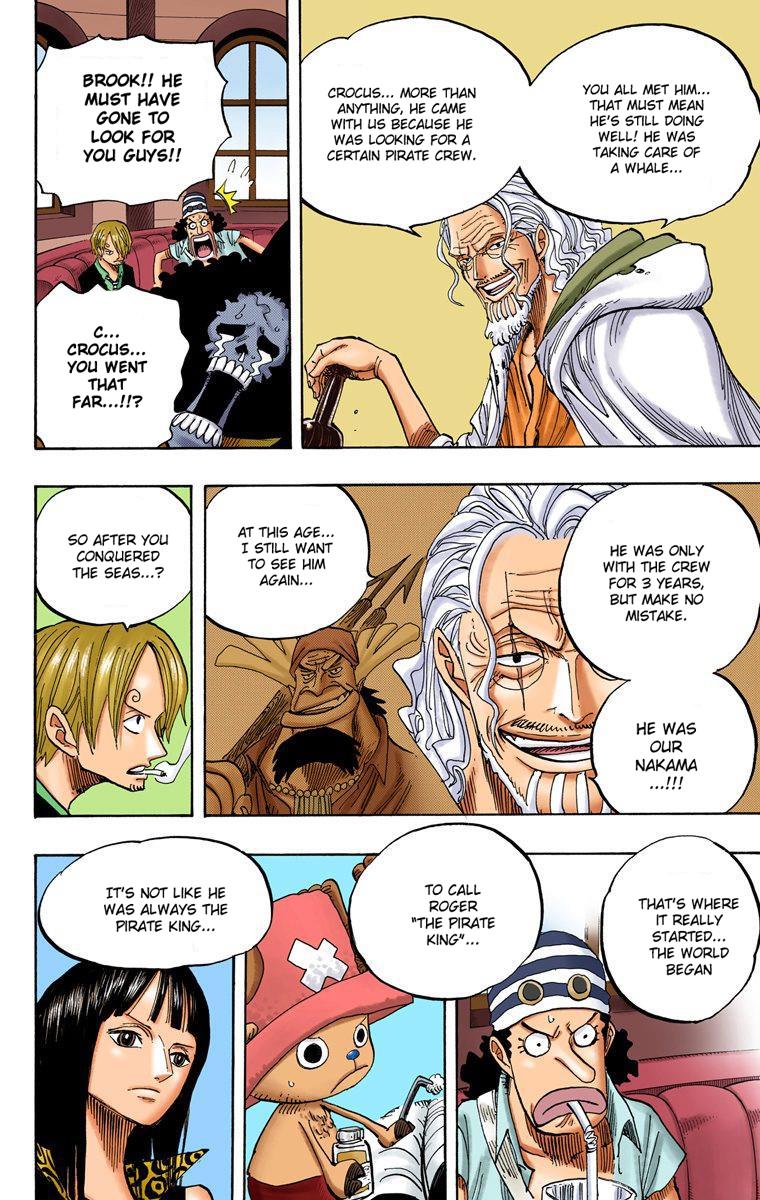 YOU ALL MET HIM...
THAT MUST MEAN
HE'S STILL DOING
WELL! HE WAS
TAKING CARE OF
A WHALE...
CROCUS... MORE THAN
ANYTHING, HE CAME
WITH US BECAUSE HE
WAS LOOKING FOR A
CERTAIN PIRATE CREW.
BROOK!! HE
MUST HAVE
GONE TO
LOOK FOR
YOU GUYS!!
C...
CROCUS...
YOU WENT
THAT
FAR...!!?
HE WAS ONLY
WITH THE CREW
FOR 3 YEARS,
BUT MAKE NO
MISTAKE.
HE WAS
OUR
NAKAMA
...!!!
AT THIS AGE...
I STILL WANT
TO SEE HIM
AGAIN...
SO AFTER YOU
CONQUERED
THE SEAS...?
THAT'S WHERE
IT REALLY
STARTED...
THE WORLD
BEGAN
TO CALL
ROGER
"THE PIRATE
KING"...
IT'S NOT LIKE HE
WAS ALWAYS THE
PIRATE KING...